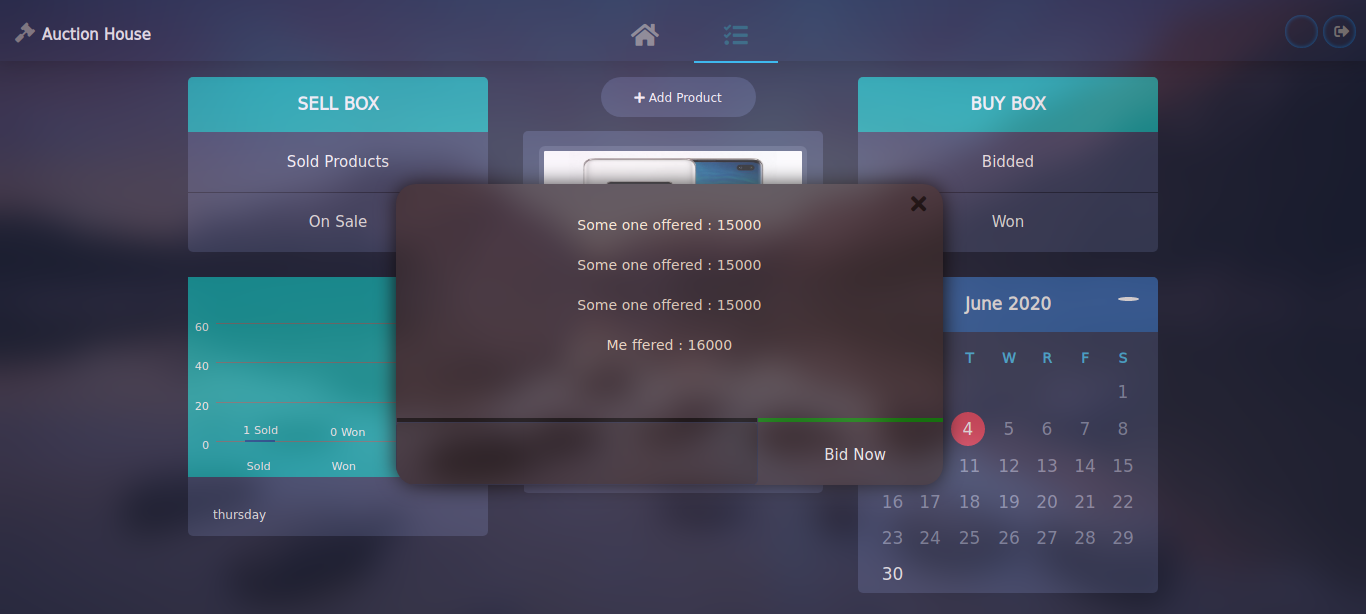 Auction House
SELL BOX
Sold Products
On Sale
+ Add Product
BUY BOX
Bidded
Won
Some one offered : 15000
Some one offered : 15000
Some one offered : 15000
Me ffered : 16000
Bid Now
60
40
20
0
1 Sold
0 Won
Sold
Won
thursday
June 2020
T W R F S
1
4 5 6 7 8
11 12 13 14 15
16 17 18 19 20 21 22
23 24 25 26 27 28 29
30